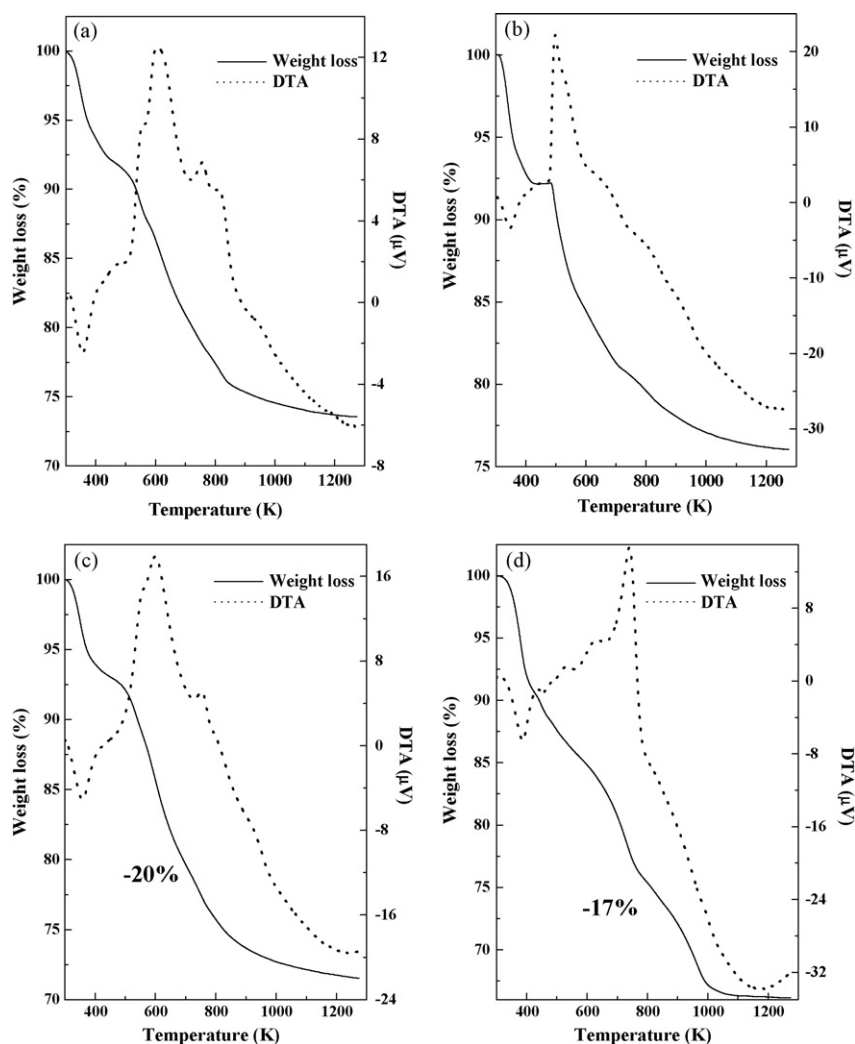 (a)
Weight loss
DTA
100
95
90
85
80
75
70
Weight loss (%)
12
8
4
0
-4
-8
DTA (µV)
400 600 800 1000 1200
Temperature (K)
(b)
Weight loss
DTA
100
95
90
85
80
75
Weight loss (%)
20
10
0
-10
-20
-30
DTA (µV)
400 600 800 1000 1200
Temperature (K)
(c)
Weight loss
DTA
100
95
90
85
80
75
70
Weight loss (%)
16
8
0
-8
-16
-24
DTA (µV)
-20%
400 600 800 1000 1200
Temperature (K)
(d)
Weight loss
DTA
100
95
90
85
80
75
70
Weight loss (%)
8
0
-8
-16
-24
-32
DTA (µV)
-17%
400 600 800 1000 1200
Temperature (K)